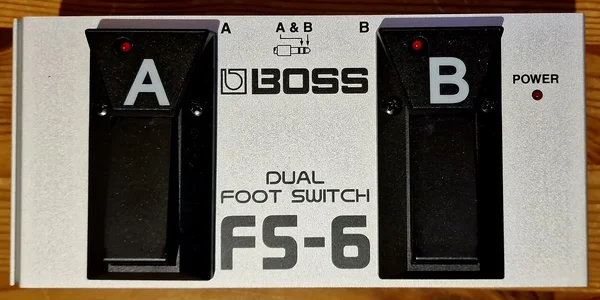 A A & B B
A B
BOSS
POWER
DUAL
FOOT SWITCH
FS-6